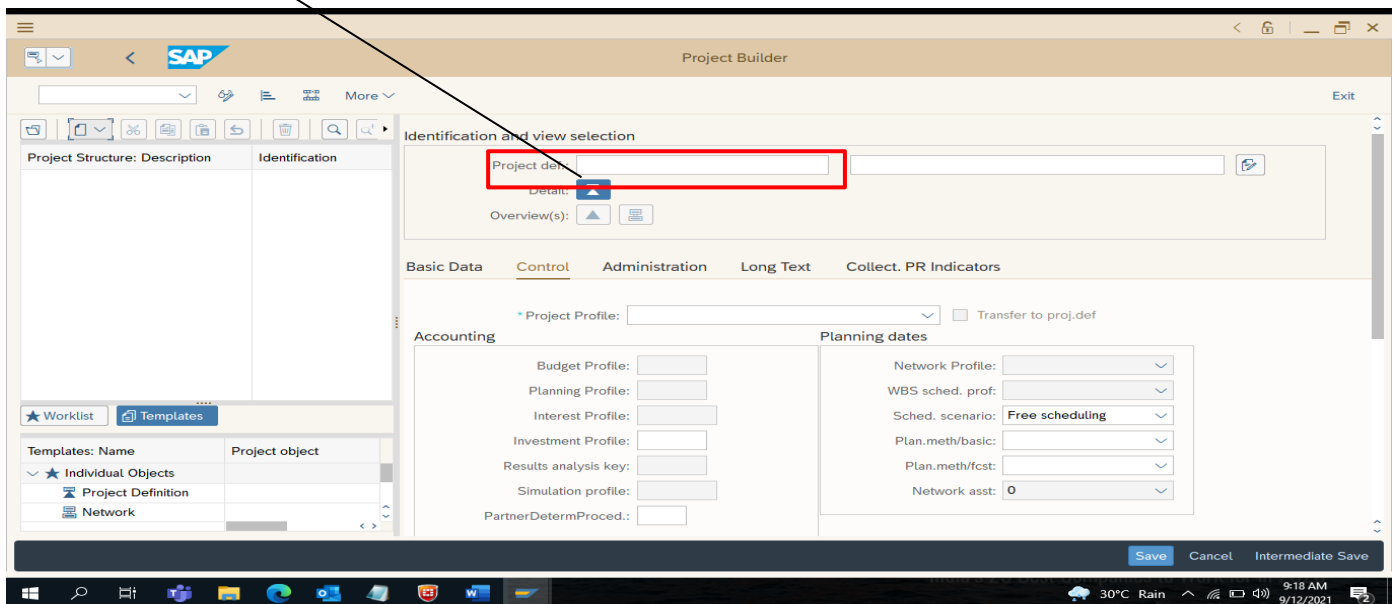 SAP
Project Builder
More
Exit
Project Structure: Description Identification
Identification and view selection
Project def.:
Detail:
Overview(s):
Basic Data Control Administration Long Text Collect. PR Indicators
* Project Profile: Transfer to proj.def
Accounting Planning dates
Budget Profile: Network Profile:
Planning Profile: WBS sched. prof:
Interest Profile: Sched. scenario: Free scheduling
Investment Profile: Plan.meth/basic:
Results analysis key: Plan.meth/fcst:
Simulation profile: Network asst: 0
PartnerDetermProced.:
Worklist Templates
Templates: Name Project object
Individual Objects
Project Definition
Network
Save Cancel Intermediate Save
30°C Rain 9:18 AM
9/12/2021